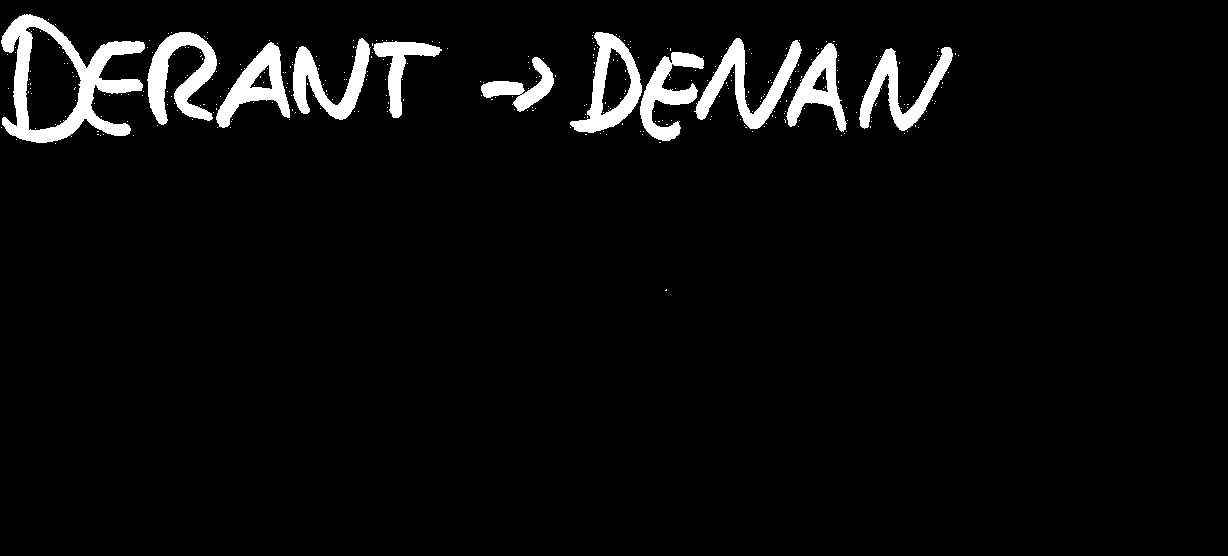 DERANT → DENAN